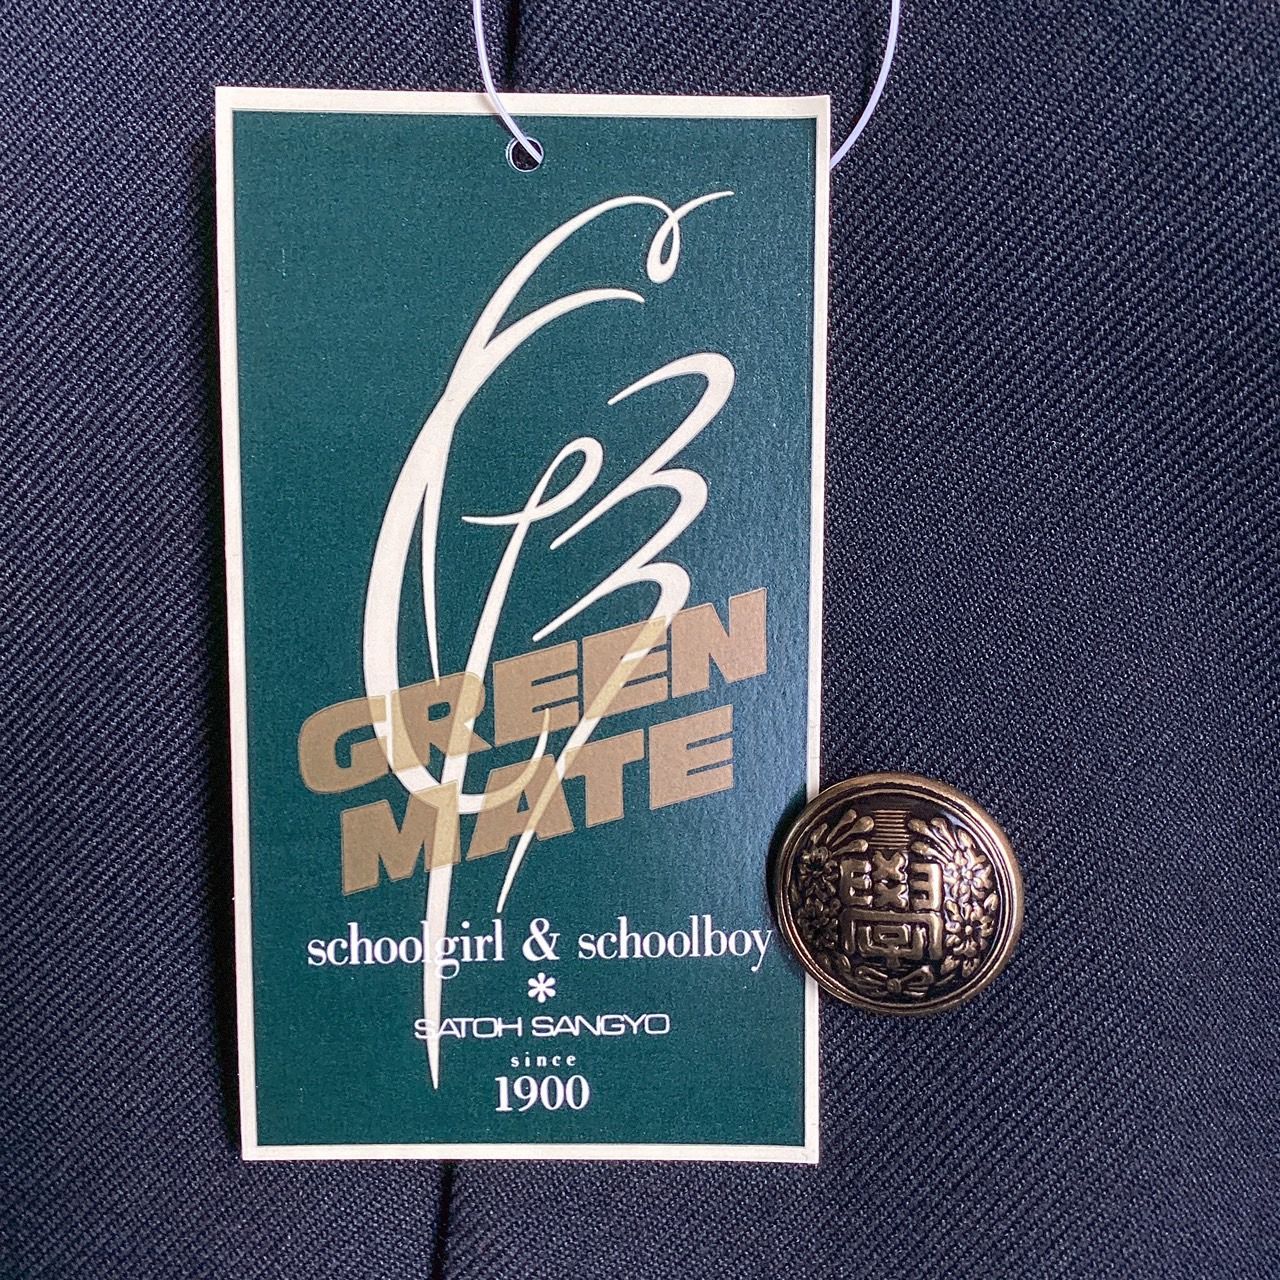 GREEN
MATE
schoolgirl & schoolboy
*
SATOH SANGYO
since
1900